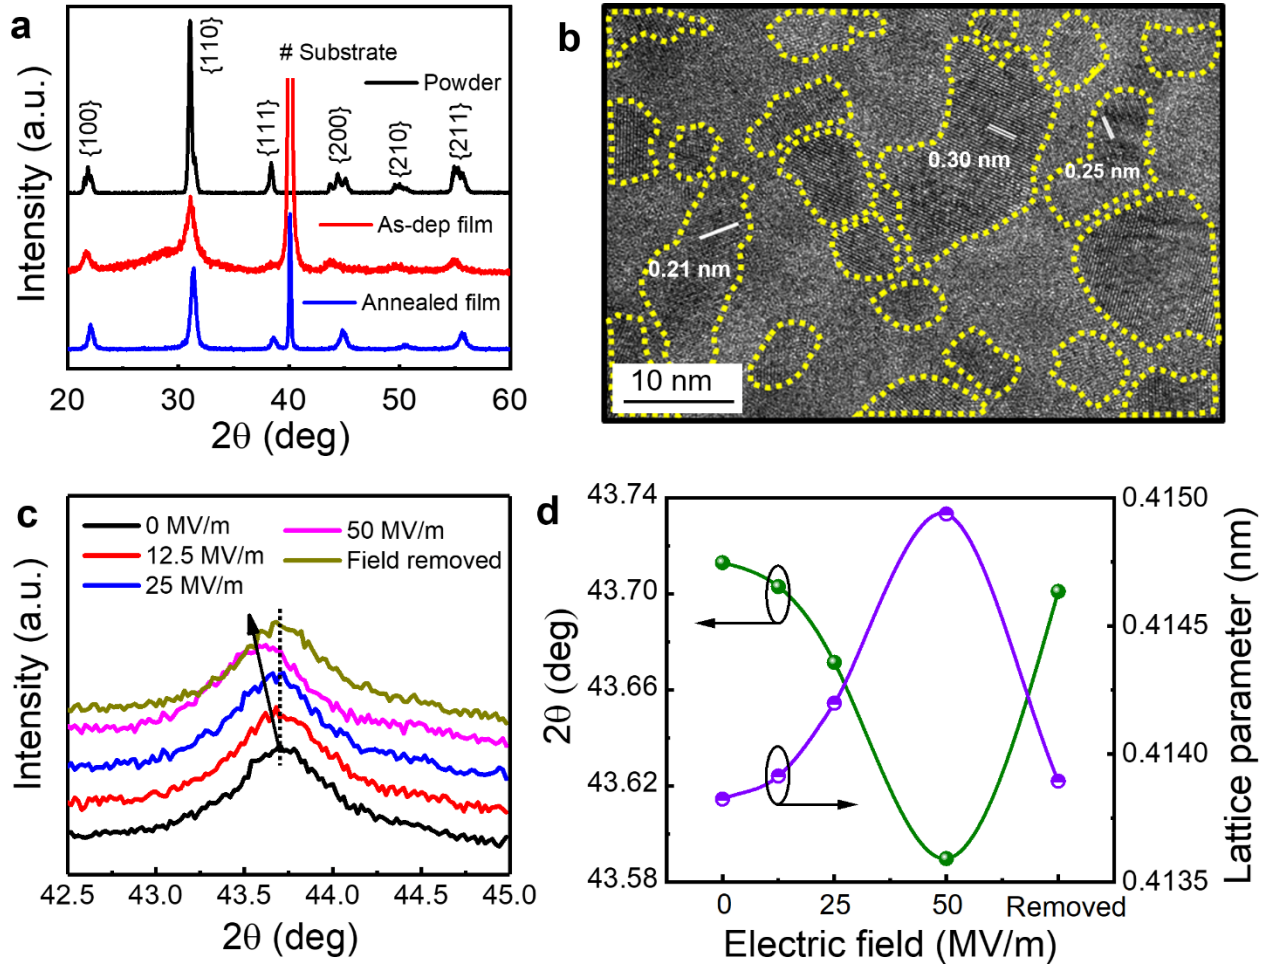 a
Intensity (a.u.)
{100}
{110}
{111}
{200}
{210}
{211}
# Substrate
Powder
As-dep film
Annealed film
20 30 40 50 60
2θ (deg)
b
0.30 nm
0.25 nm
0.21 nm
10 nm
c
Intensity (a.u.)
0 MV/m
12.5 MV/m
25 MV/m
50 MV/m
Field removed
42.5 43.0 43.5 44.0 44.5 45.0
2θ (deg)
d
2θ (deg)
43.74
43.70
43.66
43.62
43.58
0.4150
0.4145
0.4140
0.4135
Lattice parameter (nm)
0 25 50 Removed
Electric field (MV/m)